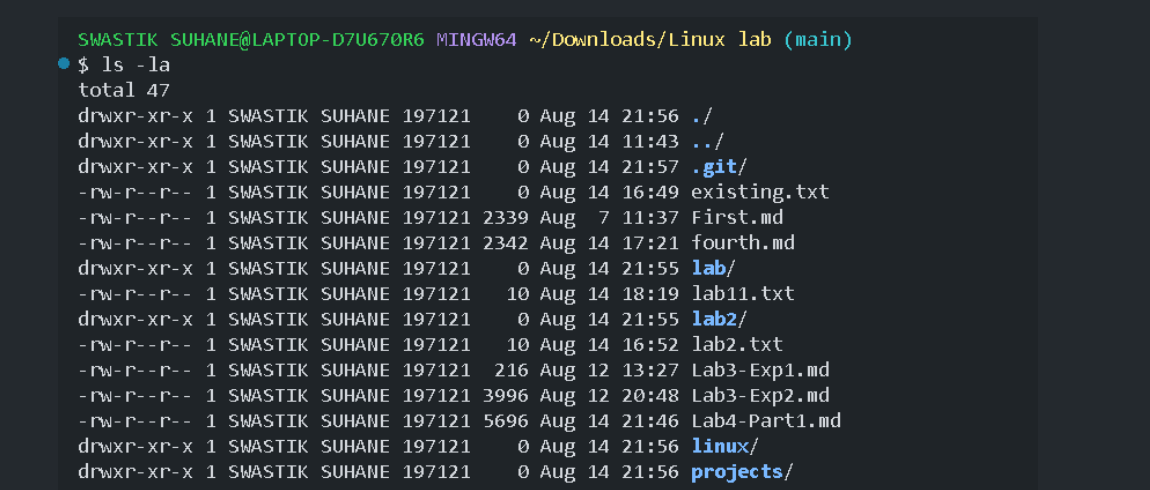 SWASTIK SUHANE@LAPTOP-D7U670R6 MINGW64 ~/Downloads/Linux lab (main)
$ ls -la
total 47
drwxr-xr-x 1 SWASTIK SUHANE 197121    0 Aug 14 21:56 ./
drwxr-xr-x 1 SWASTIK SUHANE 197121    0 Aug 14 11:43 ../
drwxr-xr-x 1 SWASTIK SUHANE 197121    0 Aug 14 21:57 .git/
-rw-r--r-- 1 SWASTIK SUHANE 197121    0 Aug 14 16:49 existing.txt
-rw-r--r-- 1 SWASTIK SUHANE 197121 2339 Aug  7 11:37 First.md
-rw-r--r-- 1 SWASTIK SUHANE 197121 2342 Aug 14 17:21 fourth.md
drwxr-xr-x 1 SWASTIK SUHANE 197121    0 Aug 14 21:55 lab/
-rw-r--r-- 1 SWASTIK SUHANE 197121   10 Aug 14 18:19 lab11.txt
drwxr-xr-x 1 SWASTIK SUHANE 197121    0 Aug 14 21:55 lab2/
-rw-r--r-- 1 SWASTIK SUHANE 197121   10 Aug 14 16:52 lab2.txt
-rw-r--r-- 1 SWASTIK SUHANE 197121  216 Aug 12 13:27 Lab3-Exp1.md
-rw-r--r-- 1 SWASTIK SUHANE 197121 3996 Aug 12 20:48 Lab3-Exp2.md
-rw-r--r-- 1 SWASTIK SUHANE 197121 5696 Aug 14 21:46 Lab4-Part1.md
drwxr-xr-x 1 SWASTIK SUHANE 197121    0 Aug 14 21:56 linux/
drwxr-xr-x 1 SWASTIK SUHANE 197121    0 Aug 14 21:56 projects/